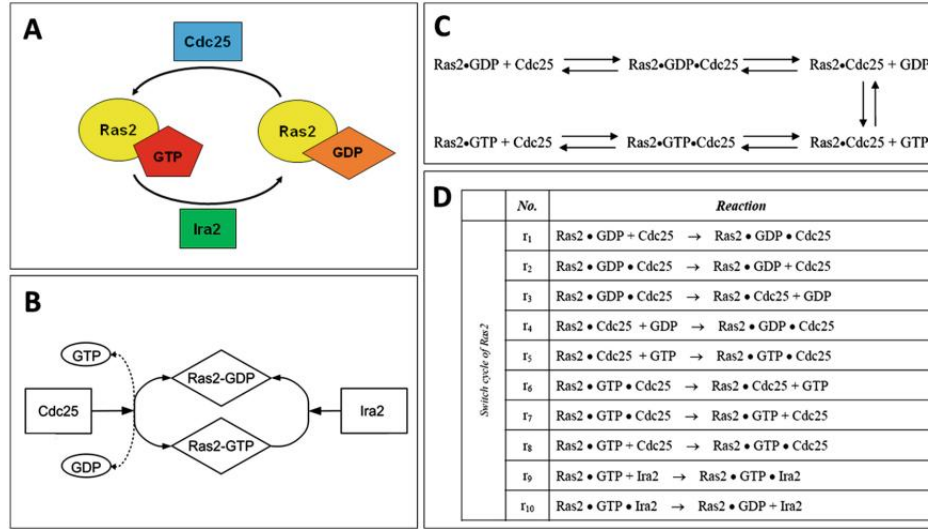 A
Cdc25
Ras2
GTP
Ras2
GDP
Ira2
B
GTP
Cdc25
GDP
Ras2-GDP
Ras2-GTP
Ira2
C
Ras2•GDP + Cdc25 Ras2•GDP•Cdc25 Ras2•Cdc25 + GDP
Ras2•GTP + Cdc25 Ras2•GTP•Cdc25 Ras2•Cdc25 + GTP
D
No. Reaction
Switch cycle of Ras2
r1 Ras2 • GDP + Cdc25 → Ras2 • GDP • Cdc25
r2 Ras2 • GDP • Cdc25 → Ras2 • GDP + Cdc25
r3 Ras2 • GDP • Cdc25 → Ras2 • Cdc25 + GDP
r4 Ras2 • Cdc25 + GDP → Ras2 • GDP • Cdc25
r5 Ras2 • Cdc25 + GTP → Ras2 • GTP • Cdc25
r6 Ras2 • GTP • Cdc25 → Ras2 • Cdc25 + GTP
r7 Ras2 • GTP • Cdc25 → Ras2 • GTP + Cdc25
r8 Ras2 • GTP + Cdc25 → Ras2 • GTP • Cdc25
r9 Ras2 • GTP + Ira2 → Ras2 • GTP • Ira2
r10 Ras2 • GTP • Ira2 → Ras2 • GDP + Ira2